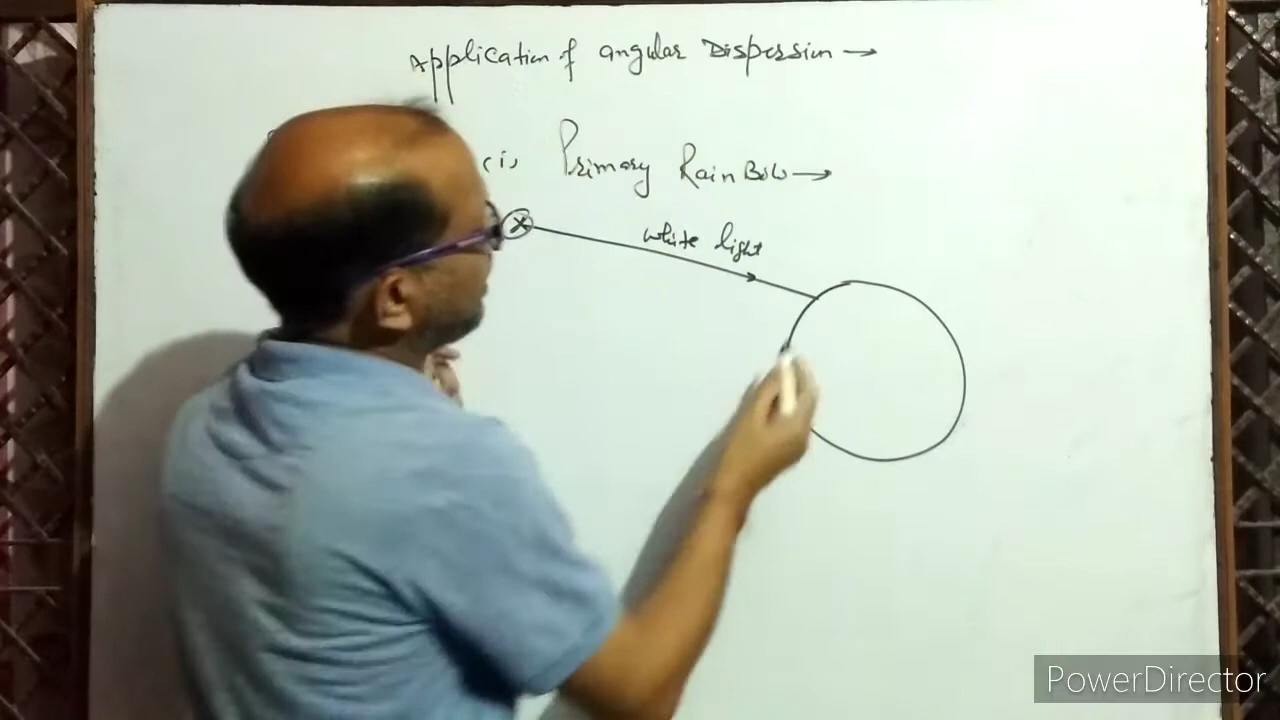 Application of angular Dispersion →
(i) Primary RainBow →
white light
PowerDirector